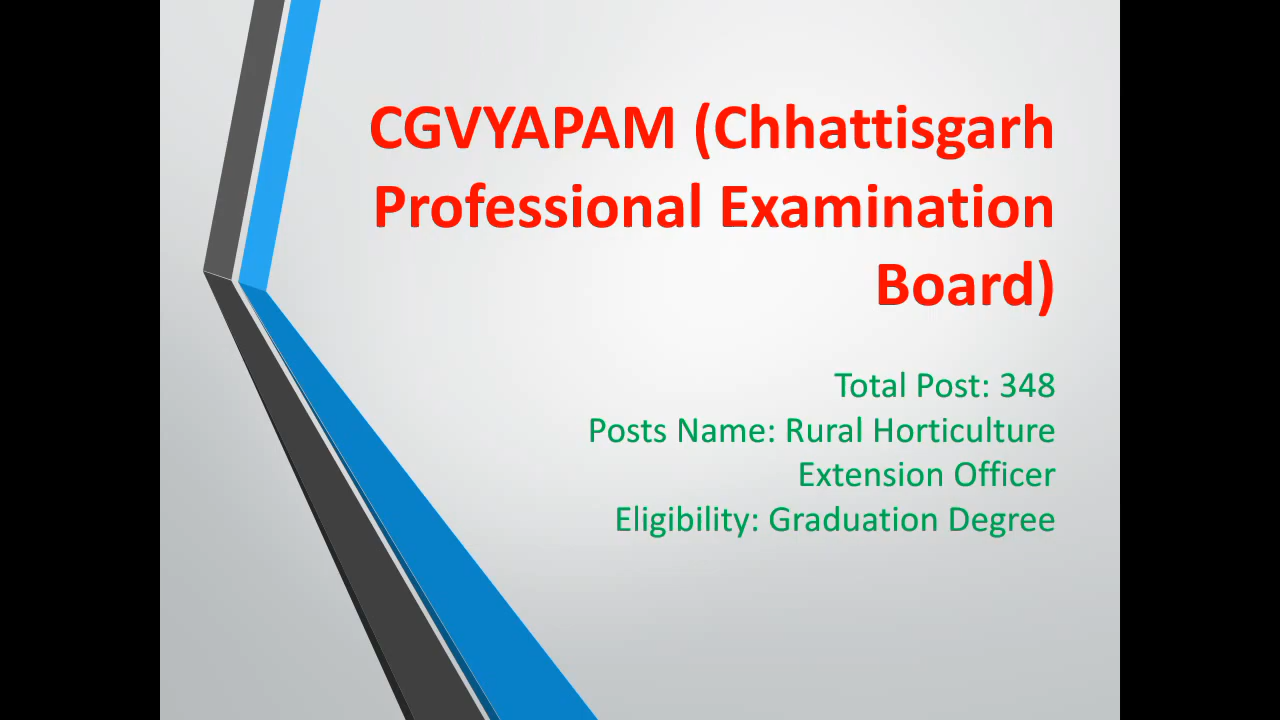 CGVYAPAM (Chhattisgarh
Professional Examination
Board)
Total Post: 348
Posts Name: Rural Horticulture
Extension Officer
Eligibility: Graduation Degree